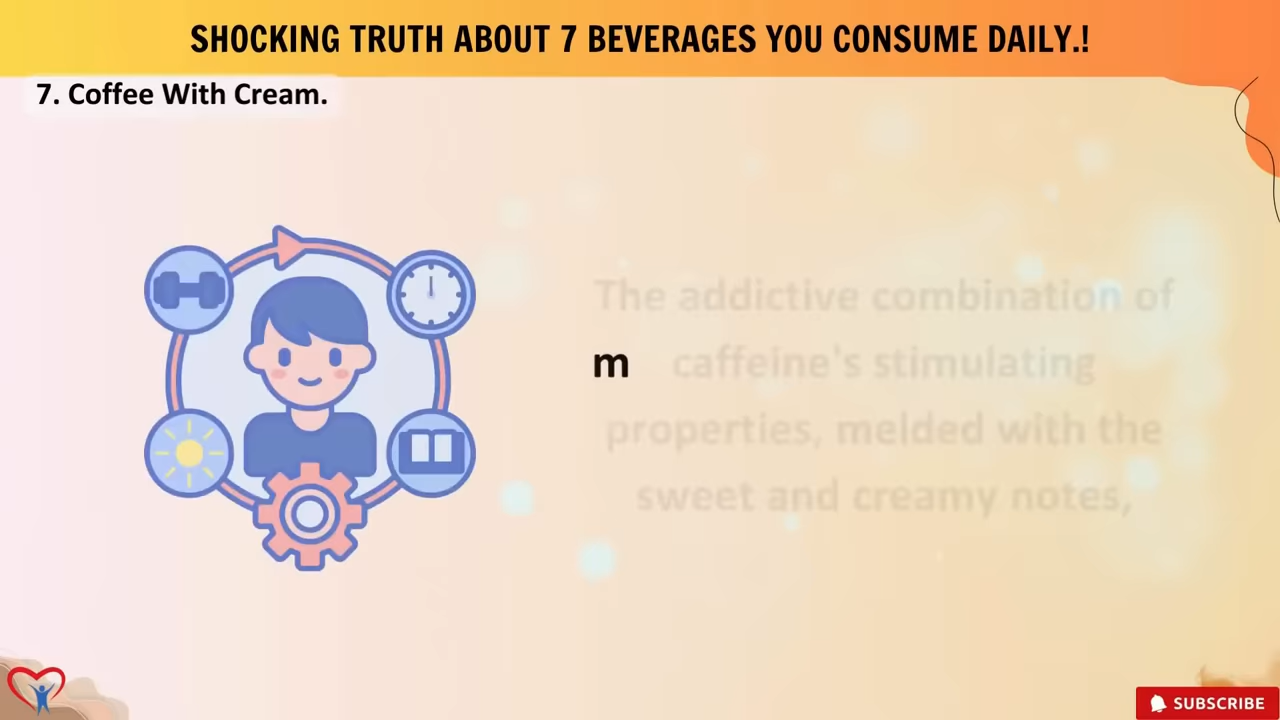 SHOCKING TRUTH ABOUT 7 BEVERAGES YOU CONSUME DAILY.!
7. Coffee With Cream.
The addictive combination of
m
caffeine's stimulating
properties, melded with the
sweet and creamy notes,
SUBSCRIBE